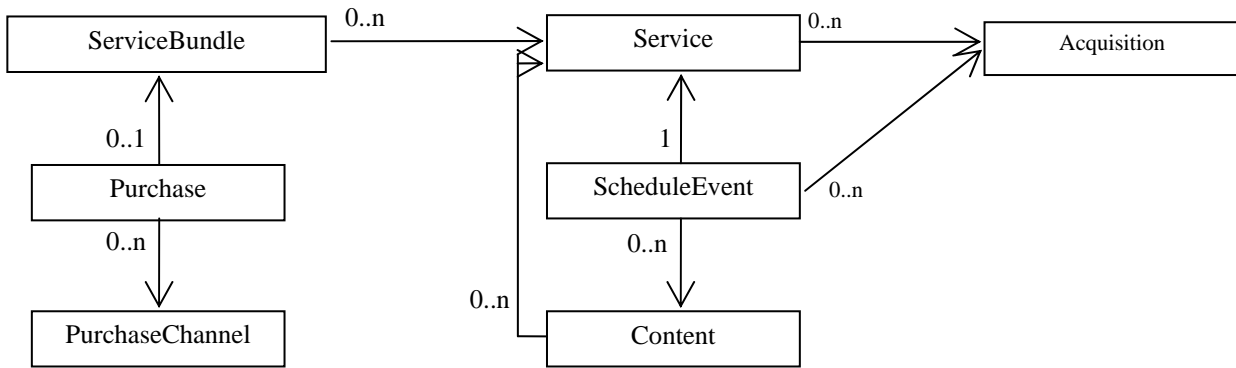 0..n
0..n
ServiceBundle
Service
Acquisition
0..1
1
Purchase
ScheduleEvent
0..n
0..n
0..n
0..n
PurchaseChannel
Content